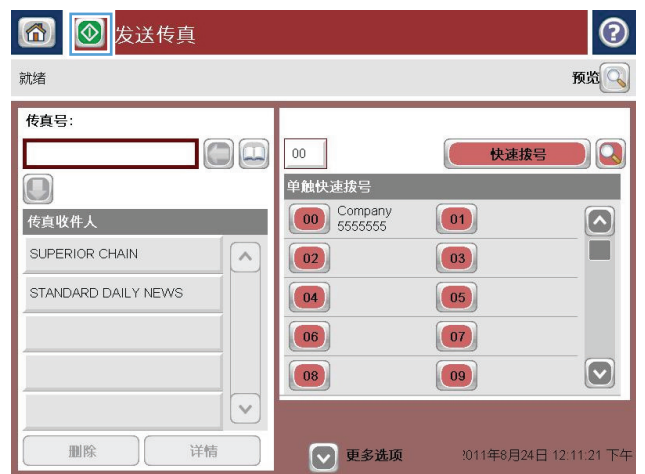 发送传真
就绪
预览
传真号:
00
快速拨号
单触快速拨号
传真收件人
00 Company 5555555
01
SUPERIOR CHAIN
02
03
STANDARD DAILY NEWS
04
05
06
07
08
09
删除
详情
更多选项
2011年8月24日 12:11:21 下午